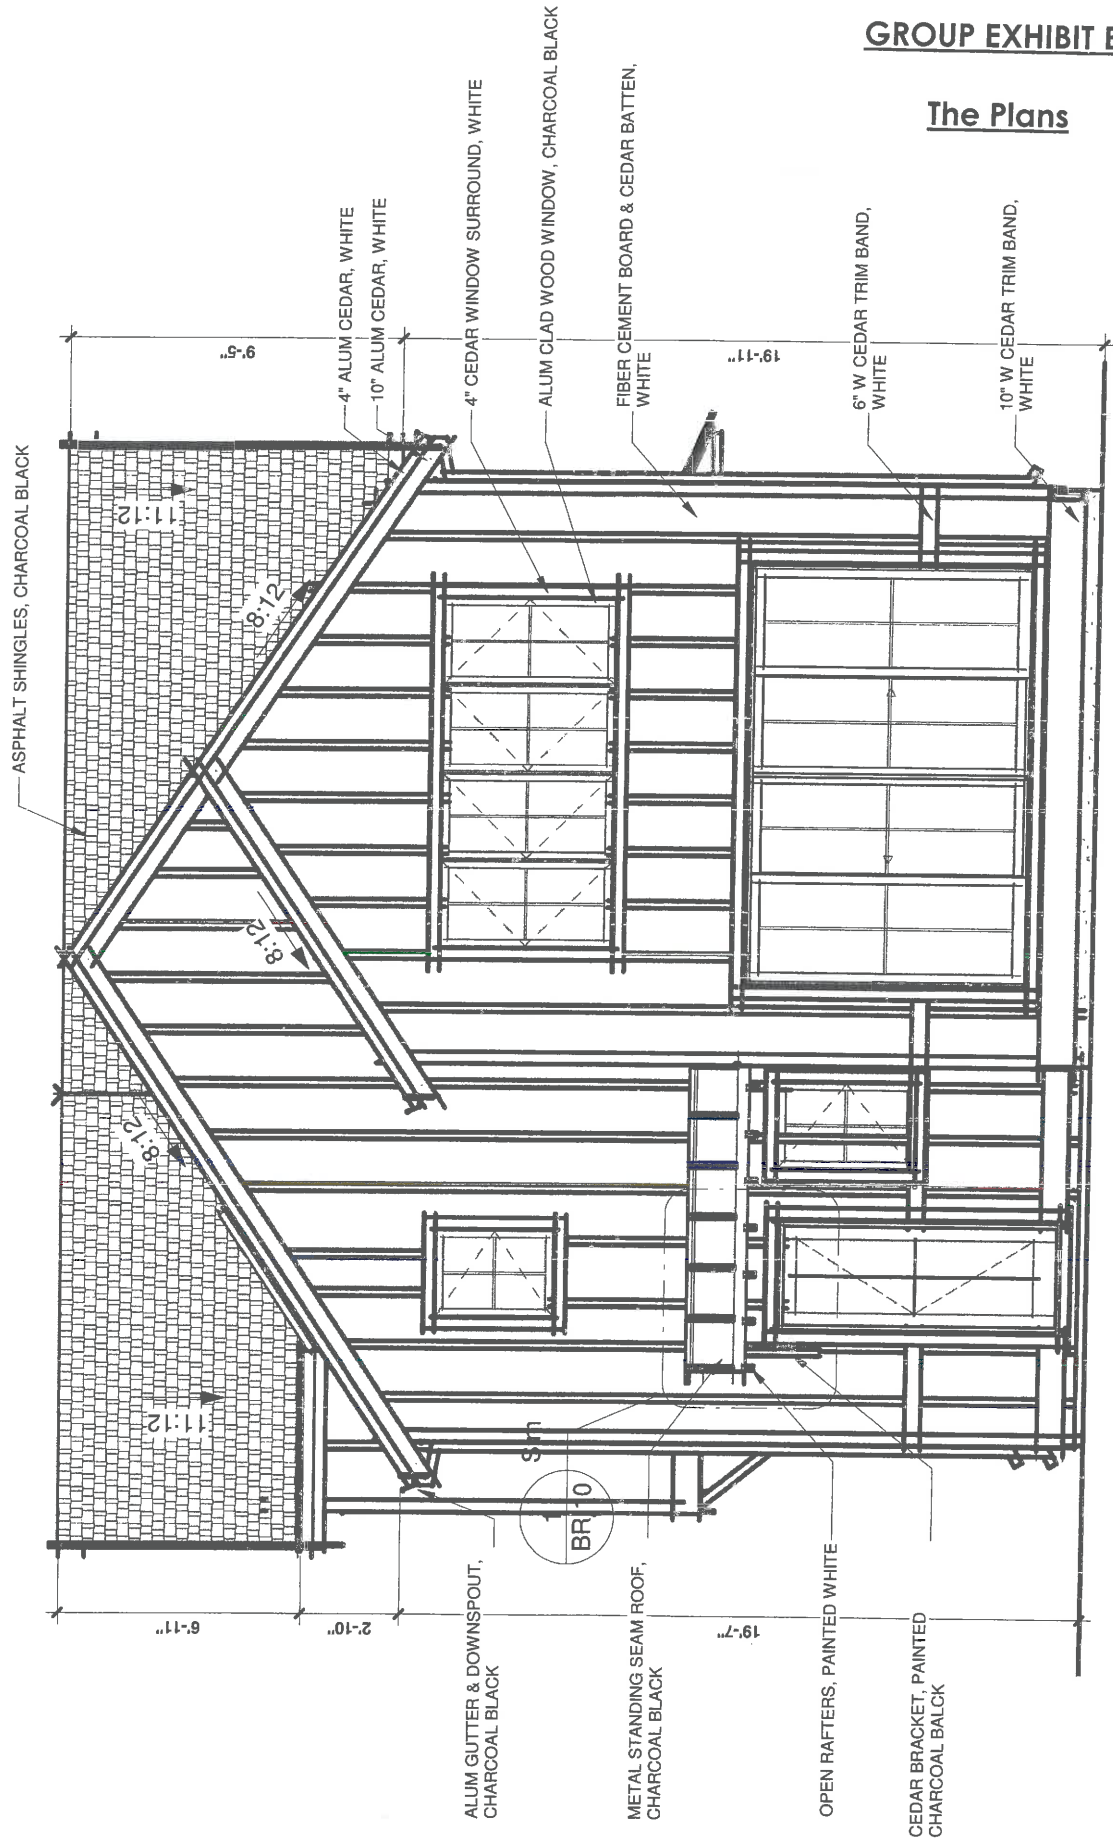 GROUP EXHIBIT E
The Plans
ASPHALT SHINGLES, CHARCOAL BLACK
11:12
8:12
9'-5"
4" ALUM CEDAR, WHITE
10" ALUM CEDAR, WHITE
4" CEDAR WINDOW SURROUND, WHITE
ALUM CLAD WOOD WINDOW, CHARCOAL BLACK
FIBER CEMENT BOARD & CEDAR BATTEN,
WHITE
19'-11"
6" W CEDAR TRIM BAND,
WHITE
10" W CEDAR TRIM BAND,
WHITE
8:12
8:12
11:12
6'-11"
2'-10"
19'-7"
ALUM GUTTER & DOWNSPOUT,
CHARCOAL BLACK
1
Sm
BR 10
METAL STANDING SEAM ROOF,
CHARCOAL BLACK
OPEN RAFTERS, PAINTED WHITE
CEDAR BRACKET, PAINTED
CHARCOAL BALCK